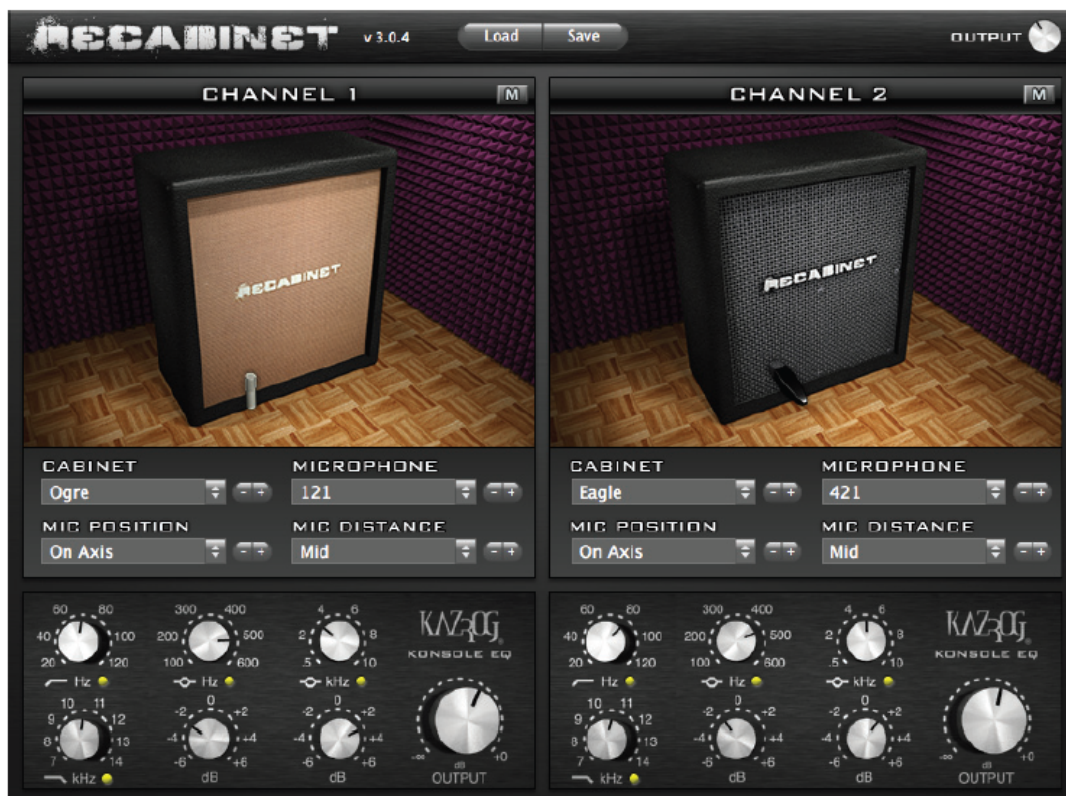 RECABINET v 3.0.4 Load Save OUTPUT
CHANNEL 1 M
RECABINET
CABINET MICROPHONE
Ogre - + 121 - +
MIC POSITION MIC DISTANCE
On Axis - + Mid - +
CHANNEL 2 M
RECABINET
CABINET MICROPHONE
Eagle - + 421 - +
MIC POSITION MIC DISTANCE
On Axis - + Mid - +
60 80 300 400 4 6
40 100 200 500 2 8
20 120 100 600 .5 10
Hz Hz kHz
KAZROG
KONSOLE EQ
10 11 0 0
9 12 -2 +2 -2 +2
8 13 -4 +4 -4 +4
7 14 -6 +6 -6 +6
kHz dB dB
-∞ dB +0
OUTPUT
60 80 300 400 4 6
40 100 200 500 2 8
20 120 100 600 .5 10
Hz Hz kHz
KAZROG
KONSOLE EQ
10 11 0 0
9 12 -2 +2 -2 +2
8 13 -4 +4 -4 +4
7 14 -6 +6 -6 +6
kHz dB dB
-∞ dB +0
OUTPUT